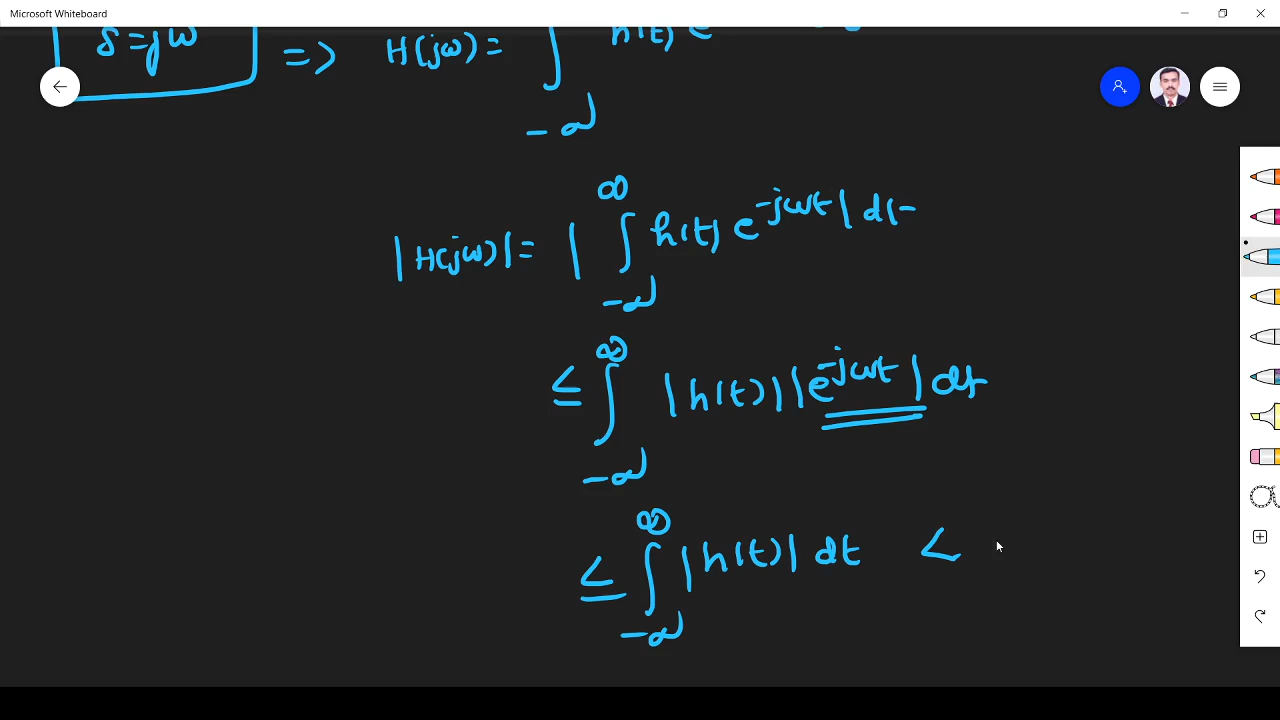 Microsoft Whiteboard
s=jω => H(jω)= ∫ h(t) e
-∞
|H(jω)|= | ∫_{-∞}^{∞} h(t) e^{-jωt}| dt
≤ ∫_{-∞}^{∞} |h(t)| |e^{-jωt}| dt
≤ ∫_{-∞}^{∞} |h(t)| dt <